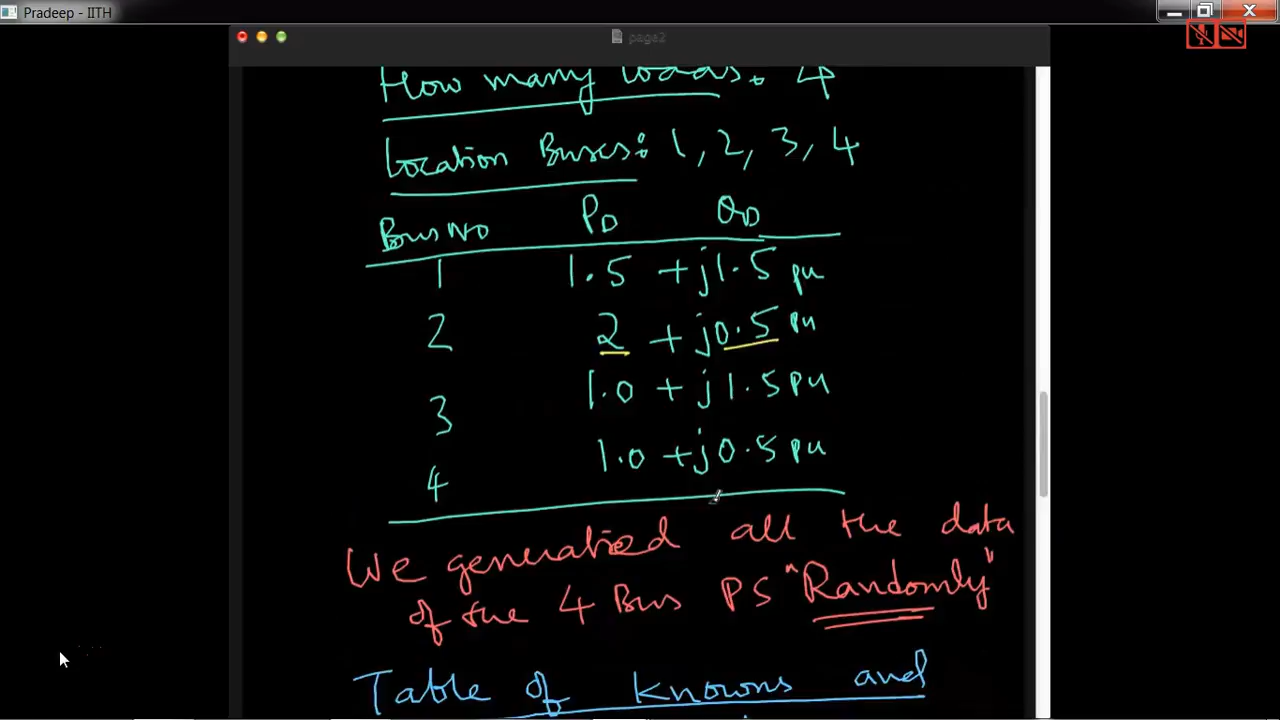 Pradeep - IITH
page2
How many loads: 4
Location Buses: 1, 2, 3, 4
Bus No PD QD
1 1.5 + j1.5 pu
2 2 + j0.5 pu
3 1.0 + j1.5 pu
4 1.0 + j0.5 pu
We generatied all the data
of the 4 Bus PS "Randomly"
Table of knowns and